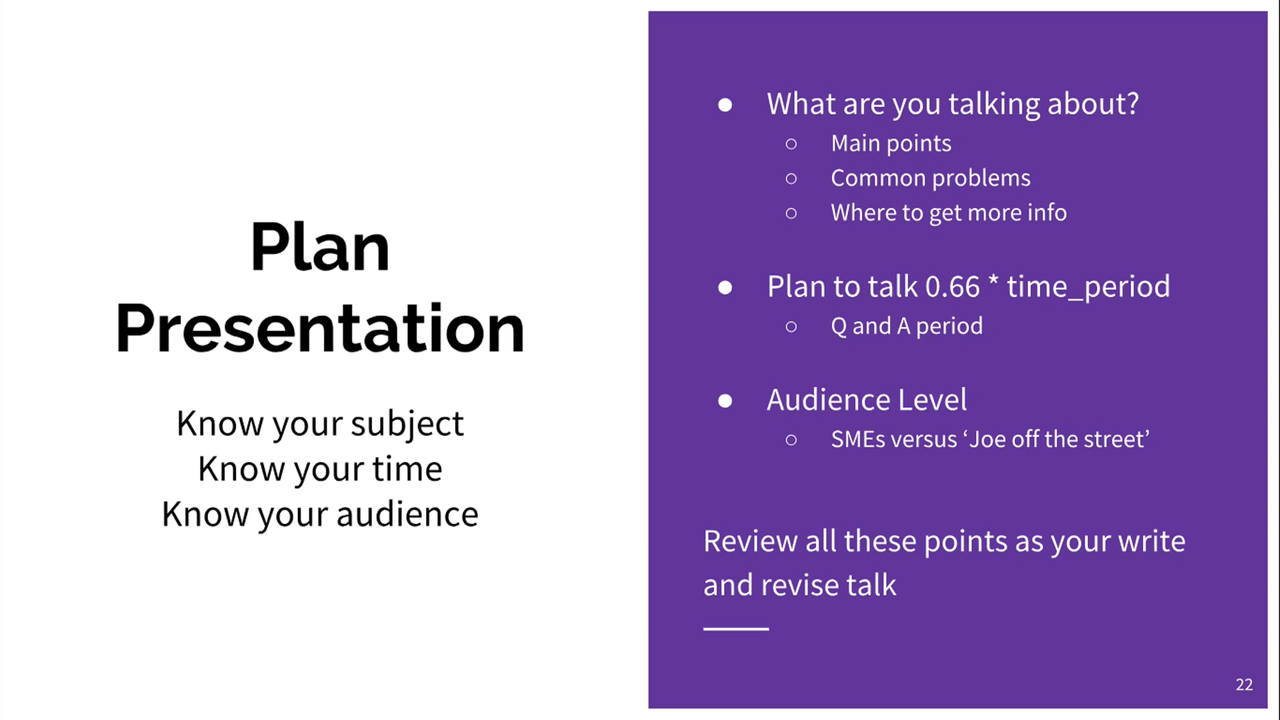 Plan
Presentation
Know your subject
Know your time
Know your audience
● What are you talking about?
○ Main points
○ Common problems
○ Where to get more info
● Plan to talk 0.66 * time_period
○ Q and A period
● Audience Level
○ SMEs versus ‘Joe off the street’
Review all these points as your write
and revise talk
22